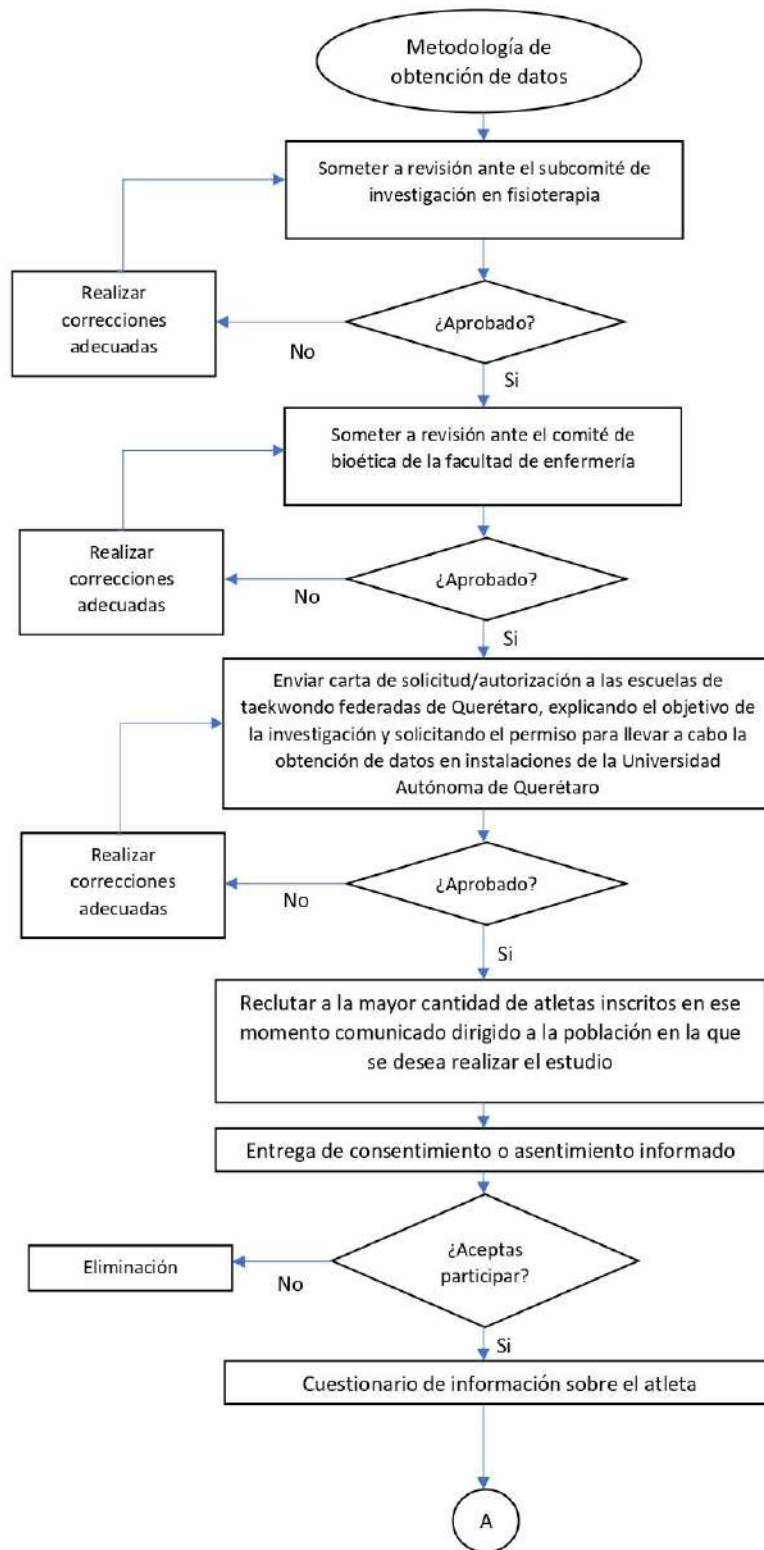 Metodología de
obtención de datos
Someter a revisión ante el subcomité de
investigación en fisioterapia
Realizar
correcciones
adecuadas
¿Aprobado?
No
Si
Someter a revisión ante el comité de
bioética de la facultad de enfermería
Realizar
correcciones
adecuadas
¿Aprobado?
No
Si
Enviar carta de solicitud/autorización a las escuelas de
taekwondo federadas de Querétaro, explicando el objetivo de
la investigación y solicitando el permiso para llevar a cabo la
obtención de datos en instalaciones de la Universidad
Autónoma de Querétaro
Realizar
correcciones
adecuadas
¿Aprobado?
No
Si
Reclutar a la mayor cantidad de atletas inscritos en ese
momento comunicado dirigido a la población en la que
se desea realizar el estudio
Entrega de consentimiento o asentimiento informado
¿Aceptas
participar?
Eliminación
No
Si
Cuestionario de información sobre el atleta
A